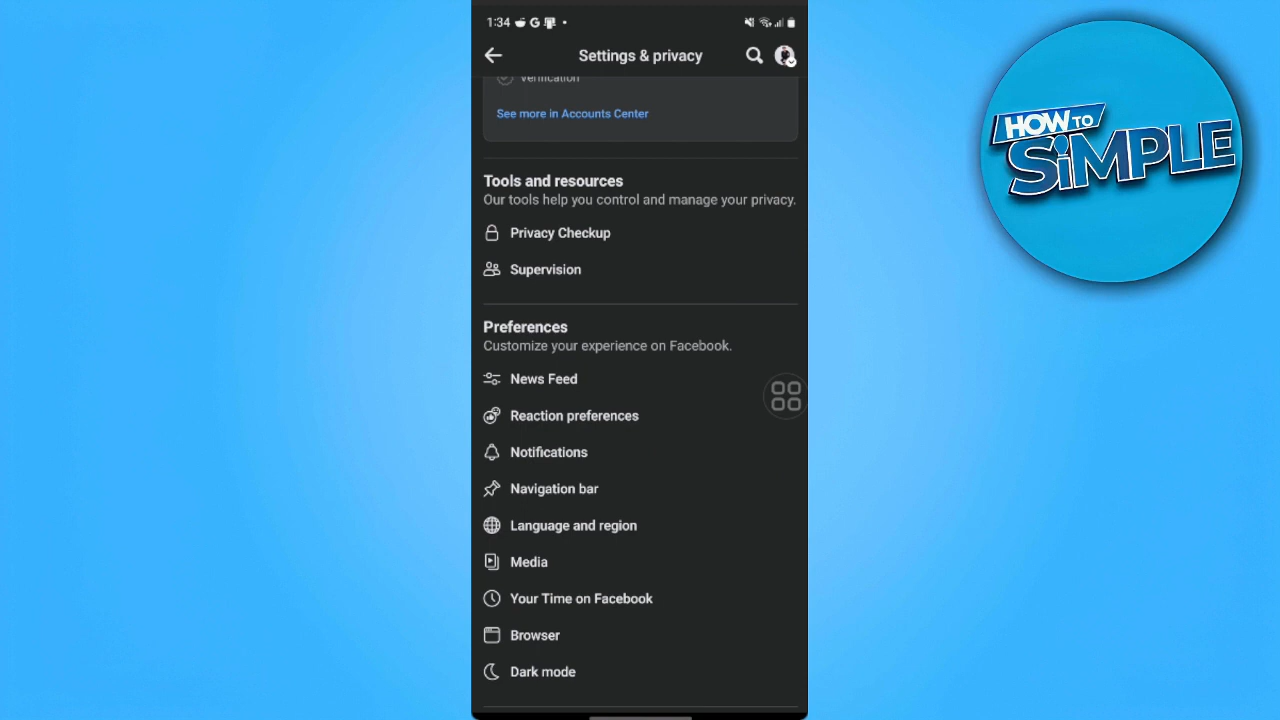 1:34
Settings & privacy
Verification
See more in Accounts Center
Tools and resources
Our tools help you control and manage your privacy.
Privacy Checkup
Supervision
Preferences
Customize your experience on Facebook.
News Feed
Reaction preferences
Notifications
Navigation bar
Language and region
Media
Your Time on Facebook
Browser
Dark mode
HOW TO
SiMPLE